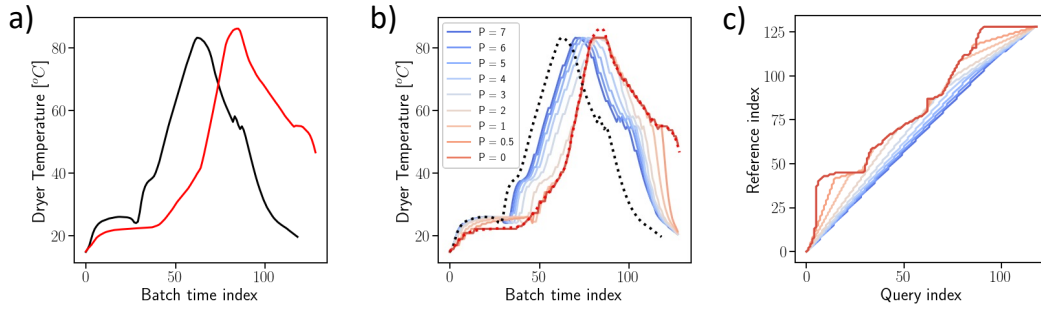 a)
Dryer Temperature [°C]
80
60
40
20
0
50
100
Batch time index
b)
Dryer Temperature [°C]
80
60
40
20
P = 7
P = 6
P = 5
P = 4
P = 3
P = 2
P = 1
P = 0.5
P = 0
0
50
100
Batch time index
c)
Reference index
125
100
75
50
25
0
0
50
100
Query index